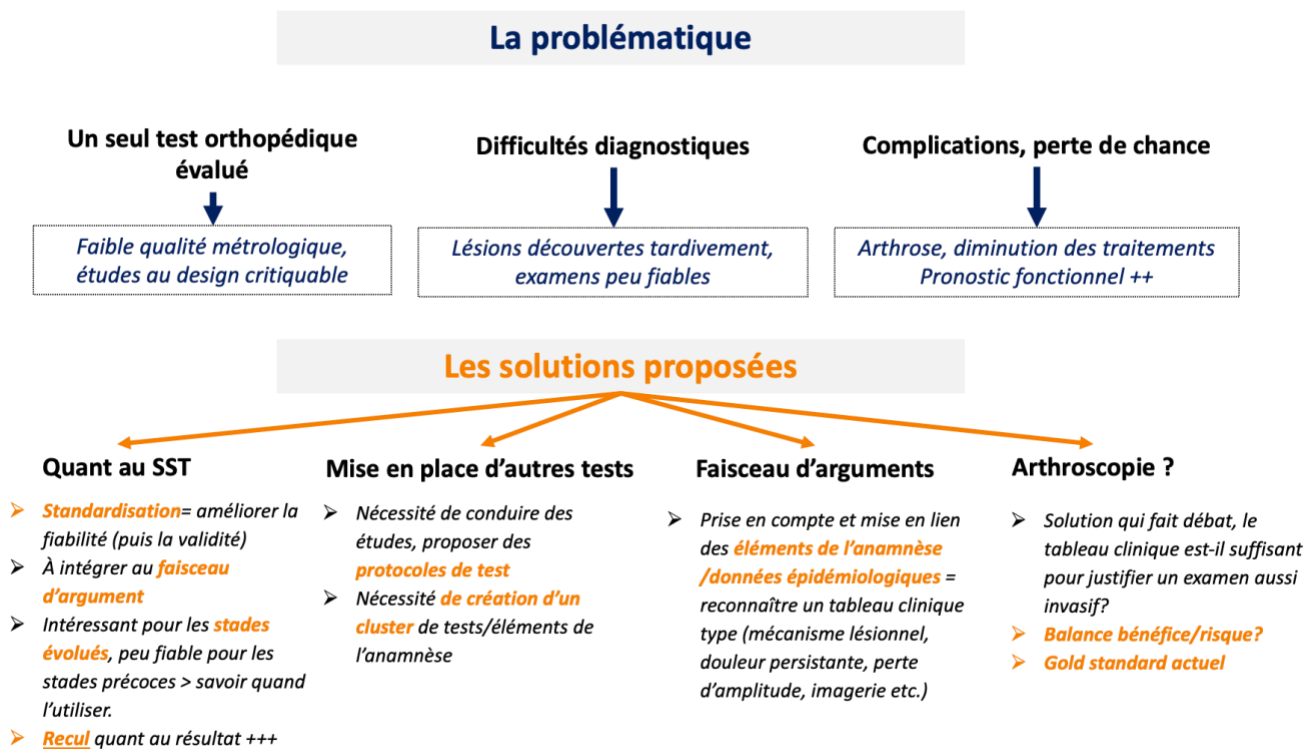 La problématique
Un seul test orthopédique
évalué
Faible qualité métrologique,
études au design critiquable
Difficultés diagnostiques
Lésions découvertes tardivement,
examens peu fiables
Complications, perte de chance
Arthrose, diminution des traitements
Pronostic fonctionnel ++
Les solutions proposées
Quant au SST
➢ Standardisation= améliorer la
fiabilité (puis la validité)
➢ À intégrer au faisceau
d’argument
➢ Intéressant pour les stades
évolués, peu fiable pour les
stades précoces > savoir quand
l’utiliser.
➢ Recul quant au résultat +++
Mise en place d’autres tests
➢ Nécessité de conduire des
études, proposer des
protocoles de test
➢ Nécessité de création d’un
cluster de tests/éléments de
l’anamnèse
Faisceau d’arguments
➢ Prise en compte et mise en lien
des éléments de l’anamnèse
/données épidémiologiques =
reconnaître un tableau clinique
type (mécanisme lésionnel,
douleur persistante, perte
d’amplitude, imagerie etc.)
Arthroscopie ?
➢ Solution qui fait débat, le
tableau clinique est-il suffisant
pour justifier un examen aussi
invasif?
➢ Balance bénéfice/risque?
➢ Gold standard actuel